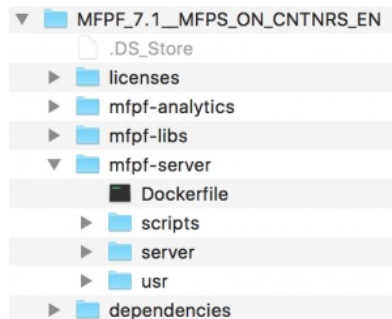 MFPF_7.1__MFPS_ON_CNTNRS_EN
.DS_Store
licenses
mfpf-analytics
mfpf-libs
mfpf-server
Dockerfile
scripts
server
usr
dependencies